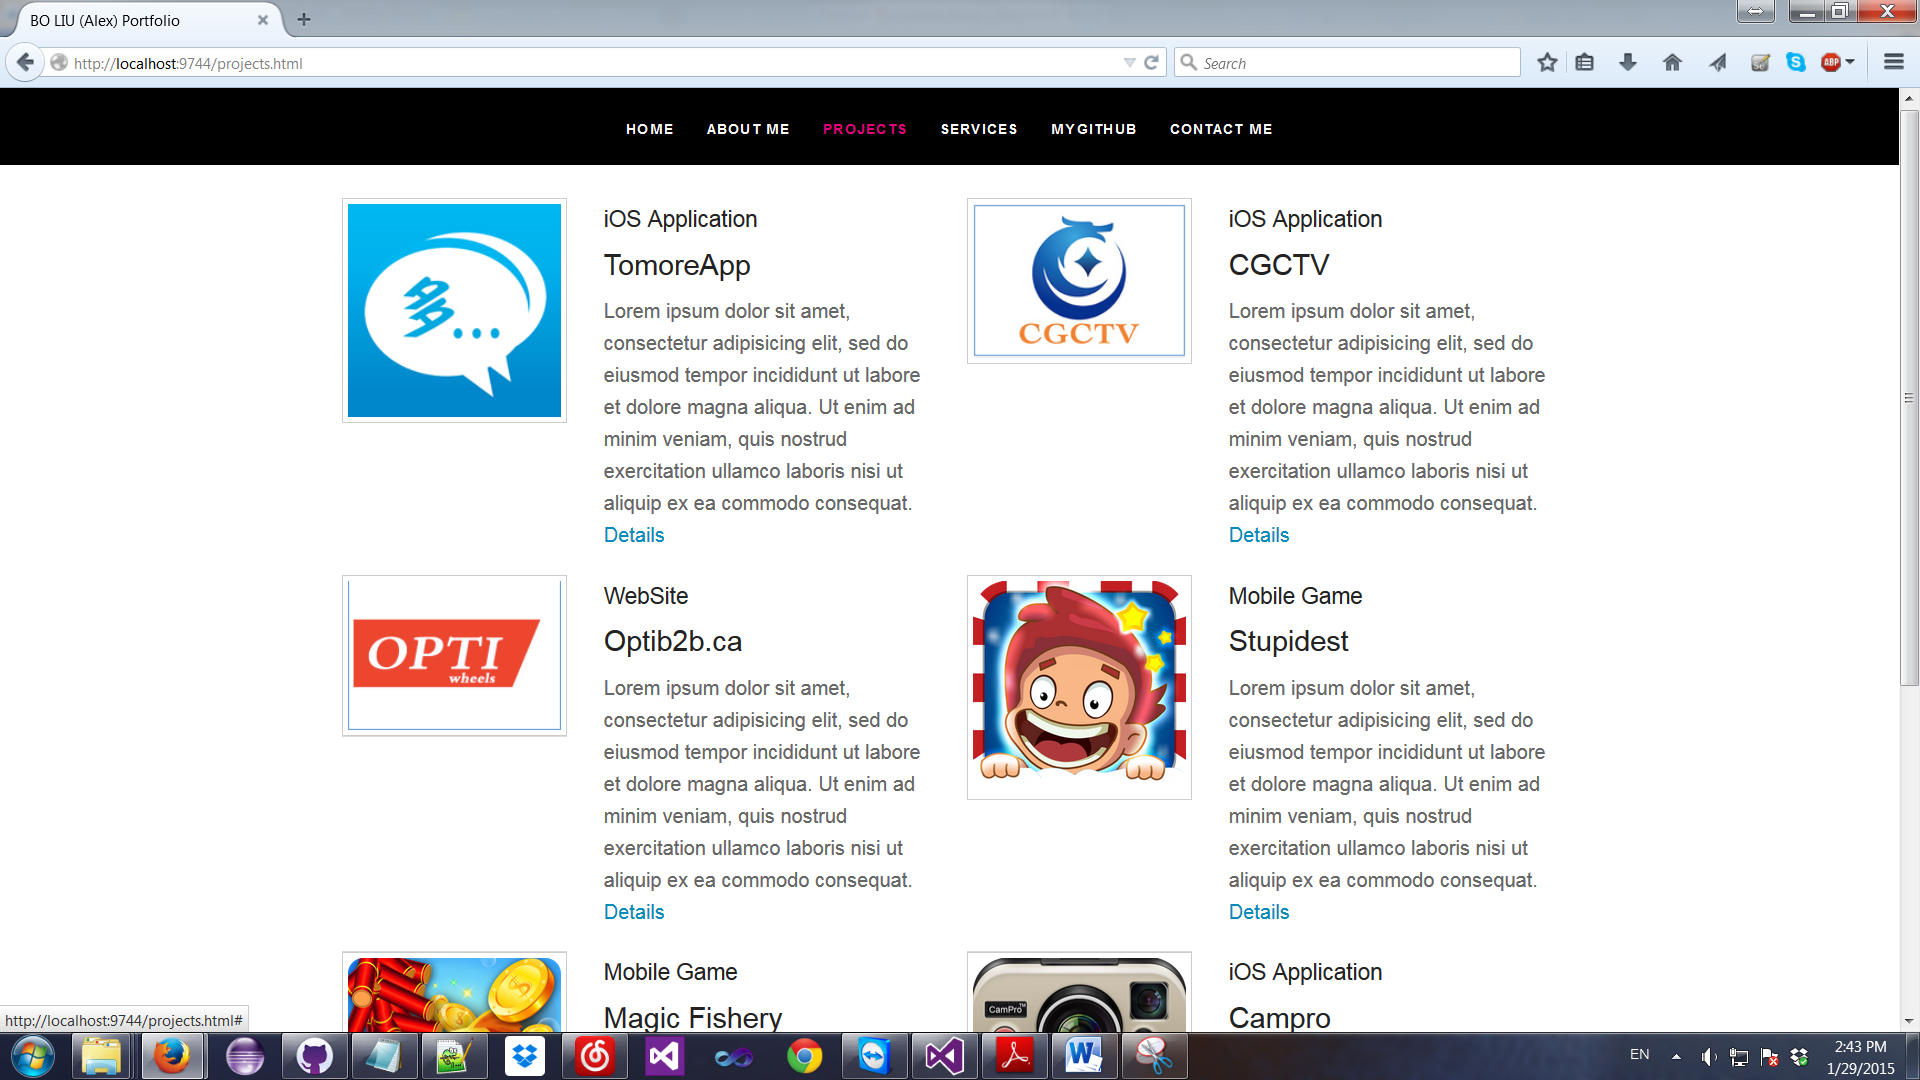 BO LIU (Alex) Portfolio
http://localhost:9744/projects.html
Search
ABP
HOME
ABOUT ME
PROJECTS
SERVICES
MYGITHUB
CONTACT ME
多...
iOS Application
TomoreApp
Lorem ipsum dolor sit amet,
consectetur adipisicing elit, sed do
eiusmod tempor incididunt ut labore
et dolore magna aliqua. Ut enim ad
minim veniam, quis nostrud
exercitation ullamco laboris nisi ut
aliquip ex ea commodo consequat.
Details
CGCTV
iOS Application
CGCTV
Lorem ipsum dolor sit amet,
consectetur adipisicing elit, sed do
eiusmod tempor incididunt ut labore
et dolore magna aliqua. Ut enim ad
minim veniam, quis nostrud
exercitation ullamco laboris nisi ut
aliquip ex ea commodo consequat.
Details
OPTI
wheels
WebSite
Optib2b.ca
Lorem ipsum dolor sit amet,
consectetur adipisicing elit, sed do
eiusmod tempor incididunt ut labore
et dolore magna aliqua. Ut enim ad
minim veniam, quis nostrud
exercitation ullamco laboris nisi ut
aliquip ex ea commodo consequat.
Details
Mobile Game
Stupidest
Lorem ipsum dolor sit amet,
consectetur adipisicing elit, sed do
eiusmod tempor incididunt ut labore
et dolore magna aliqua. Ut enim ad
minim veniam, quis nostrud
exercitation ullamco laboris nisi ut
aliquip ex ea commodo consequat.
Details
Mobile Game
Magic Fishery
CamPro™
iOS Application
Campro
http://localhost:9744/projects.html#
EN
2:43 PM
1/29/2015